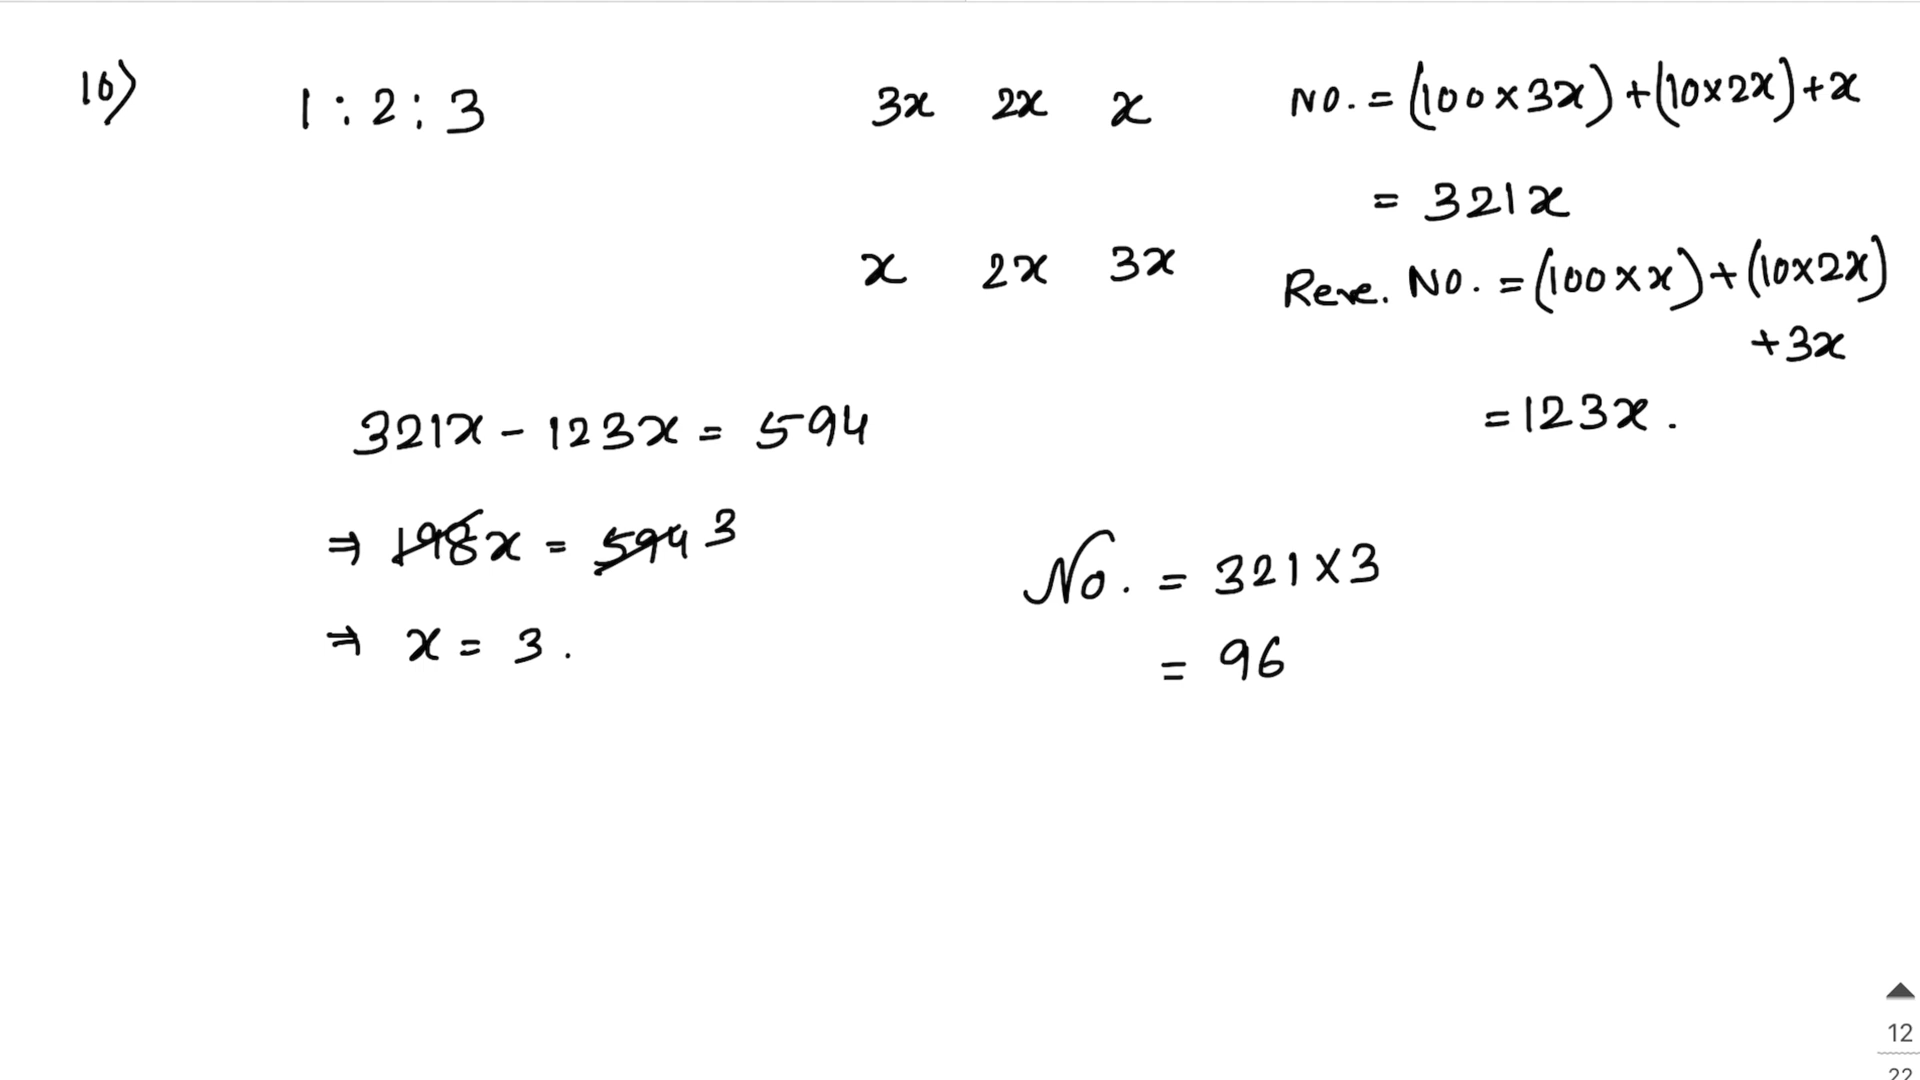 10)
1 : 2 : 3
3x 2x x
NO. = (100 × 3x) + (10×2x) + x
= 321x
x 2x 3x
Reve. NO. = (100 × x) + (10×2x)
+3x
= 123x.
321x - 123x = 594
⇒ 198x = 594 3
⇒ x = 3.
No. = 321×3
= 96
12
22